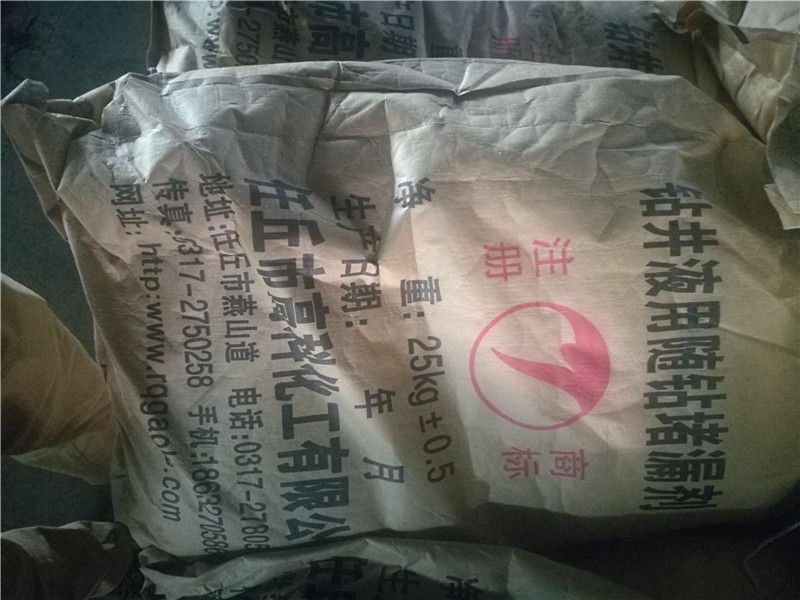 钻井液用随钻堵漏剂
注册
商标
净 重：25kg±0.5
生产日期： 年 月
任丘市高科化工有限公
地址：任丘市燕山道 电话：0317-27805
传真：0317-2750258 手机：1863270586
网址：http:www.rqgaok.com